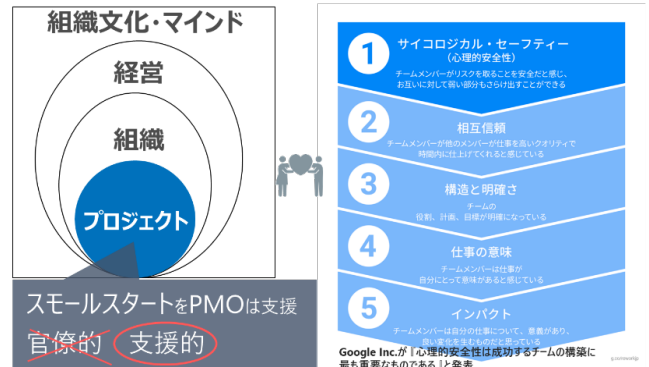 組織文化・マインド
経営
組織
プロジェクト
スモールスタートをPMOは支援
官僚的 支援的
1
サイコロジカル・セーフティー
(心理的安全性)
チームメンバーがリスクを取ることを安全だと感じ、
お互いに対して弱い部分もさらけ出すことができる
2
相互信頼
チームメンバーが他のメンバーが仕事を高いクオリティで
時間内に仕上げてくれると感じている
3
構造と明確さ
チームの
役割、計画、目標が明確になっている
4
仕事の意味
チームメンバーは仕事が
自分にとって意味があると感じている
5
インパクト
チームメンバーは自分の仕事について、意義があり、
良い変化を生むものだと思っている
Google Inc.が『心理的安全性は成功するチームの構築に
最も重要なものである』と発表